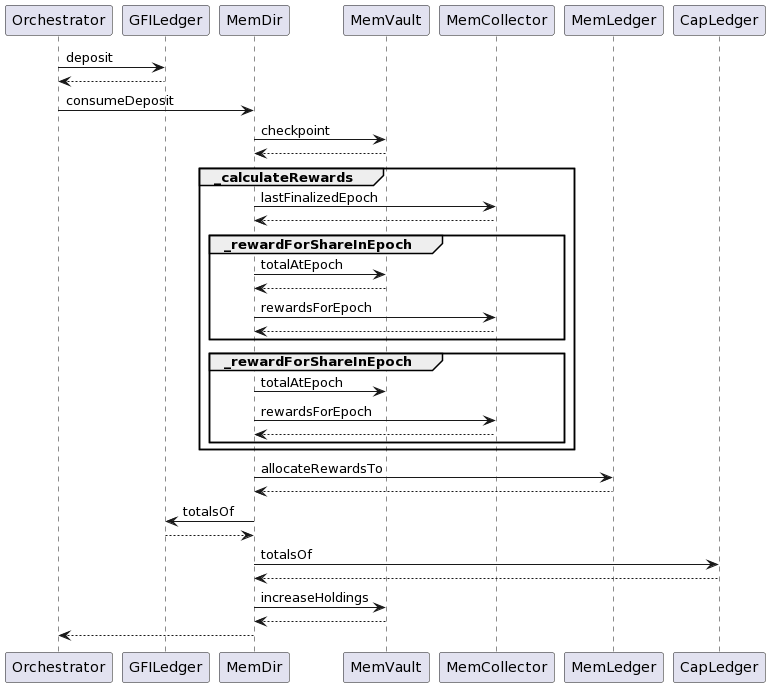 Orchestrator GFILedger MemDir MemVault MemCollector MemLedger CapLedger
deposit
consumeDeposit
checkpoint
_calculateRewards
lastFinalizedEpoch
_rewardForShareInEpoch
totalAtEpoch
rewardsForEpoch
_rewardForShareInEpoch
totalAtEpoch
rewardsForEpoch
allocateRewardsTo
totalsOf
totalsOf
increaseHoldings
Orchestrator GFILedger MemDir MemVault MemCollector MemLedger CapLedger